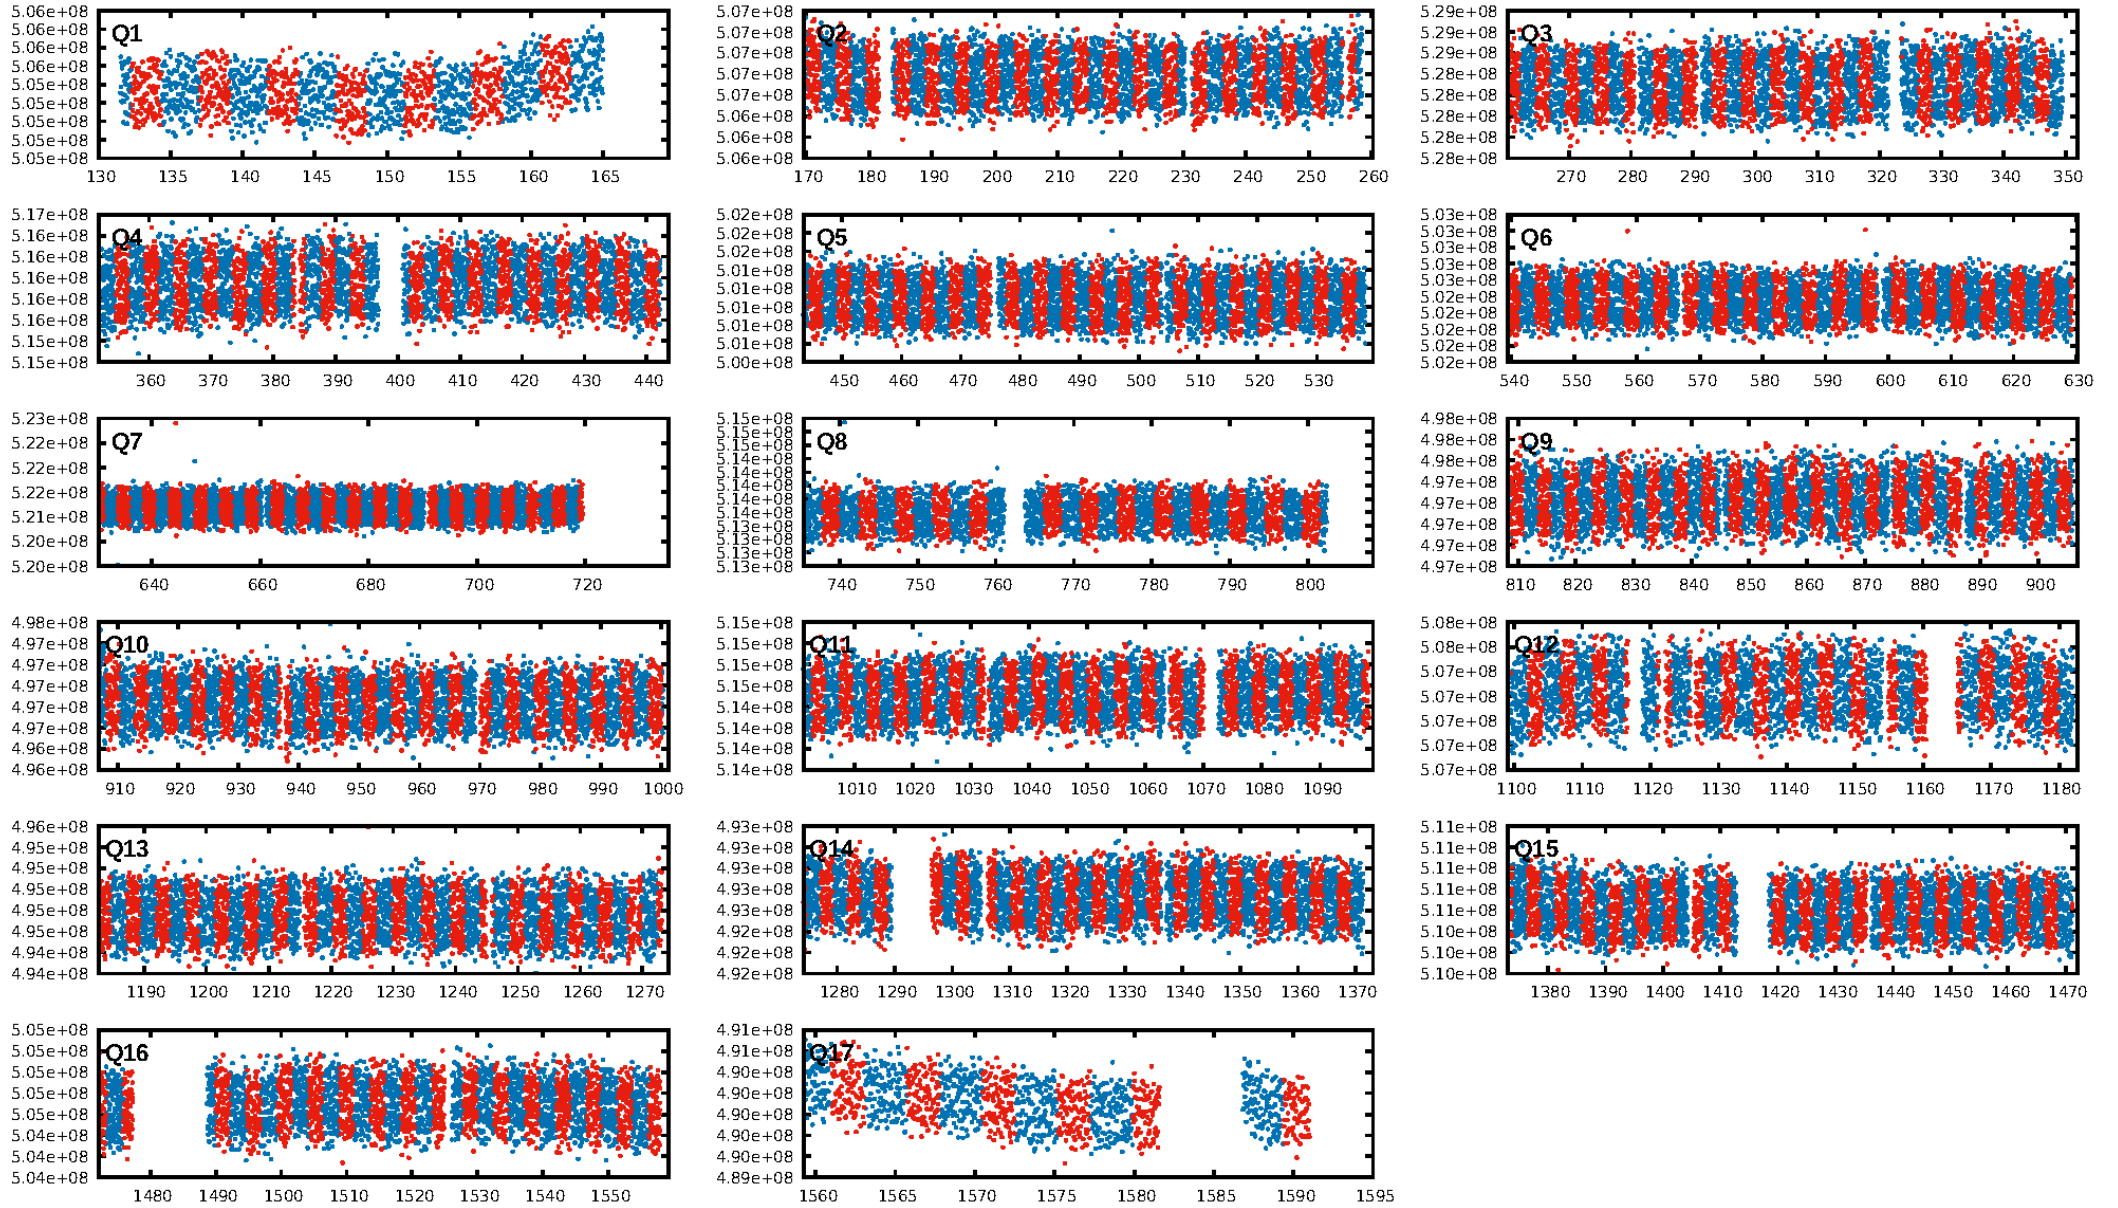 5.06e+08 5.06e+08 5.06e+08 5.06e+08 5.05e+08 5.05e+08 5.05e+08 5.05e+08 5.05e+08
Q1
130 135 140 145 150 155 160 165
5.07e+08 5.07e+08 5.07e+08 5.07e+08 5.07e+08 5.06e+08 5.06e+08 5.06e+08
Q2
170 180 190 200 210 220 230 240 250 260
5.29e+08 5.29e+08 5.28e+08 5.28e+08 5.28e+08 5.28e+08 5.28e+08 5.28e+08
Q3
270 280 290 300 310 320 330 340 350
5.17e+08 5.16e+08 5.16e+08 5.16e+08 5.16e+08 5.16e+08 5.15e+08 5.15e+08
Q4
360 370 380 390 400 410 420 430 440
5.02e+08 5.02e+08 5.02e+08 5.01e+08 5.01e+08 5.01e+08 5.01e+08 5.01e+08 5.00e+08
Q5
450 460 470 480 490 500 510 520 530
5.03e+08 5.03e+08 5.03e+08 5.03e+08 5.03e+08 5.02e+08 5.02e+08 5.02e+08 5.02e+08 5.02e+08
Q6
540 550 560 570 580 590 600 610 620 630
5.23e+08 5.22e+08 5.22e+08 5.22e+08 5.21e+08 5.20e+08 5.20e+08
Q7
640 660 680 700 720
5.15e+08 5.15e+08 5.15e+08 5.14e+08 5.14e+08 5.14e+08 5.14e+08 5.14e+08 5.13e+08 5.13e+08 5.13e+08 5.13e+08
Q8
740 750 760 770 780 790 800
4.98e+08 4.98e+08 4.98e+08 4.97e+08 4.97e+08 4.97e+08 4.97e+08 4.97e+08
Q9
810 820 830 840 850 860 870 880 890 900
4.98e+08 4.97e+08 4.97e+08 4.97e+08 4.97e+08 4.97e+08 4.96e+08 4.96e+08
Q10
910 920 930 940 950 960 970 980 990 1000
5.15e+08 5.15e+08 5.15e+08 5.15e+08 5.14e+08 5.14e+08 5.14e+08 5.14e+08
Q11
1010 1020 1030 1040 1050 1060 1070 1080 1090
5.08e+08 5.08e+08 5.07e+08 5.07e+08 5.07e+08 5.07e+08 5.07e+08
Q12
1100 1110 1120 1130 1140 1150 1160 1170 1180
4.96e+08 4.95e+08 4.95e+08 4.95e+08 4.95e+08 4.95e+08 4.94e+08 4.94e+08
Q13
1190 1200 1210 1220 1230 1240 1250 1260 1270
4.93e+08 4.93e+08 4.93e+08 4.93e+08 4.93e+08 4.92e+08 4.92e+08 4.92e+08
Q14
1280 1290 1300 1310 1320 1330 1340 1350 1360 1370
5.11e+08 5.11e+08 5.11e+08 5.11e+08 5.11e+08 5.10e+08 5.10e+08 5.10e+08
Q15
1380 1390 1400 1410 1420 1430 1440 1450 1460 1470
5.05e+08 5.05e+08 5.05e+08 5.05e+08 5.05e+08 5.04e+08 5.04e+08 5.04e+08
Q16
1480 1490 1500 1510 1520 1530 1540 1550
4.91e+08 4.91e+08 4.90e+08 4.90e+08 4.90e+08 4.90e+08 4.90e+08 4.89e+08
Q17
1560 1565 1570 1575 1580 1585 1590 1595